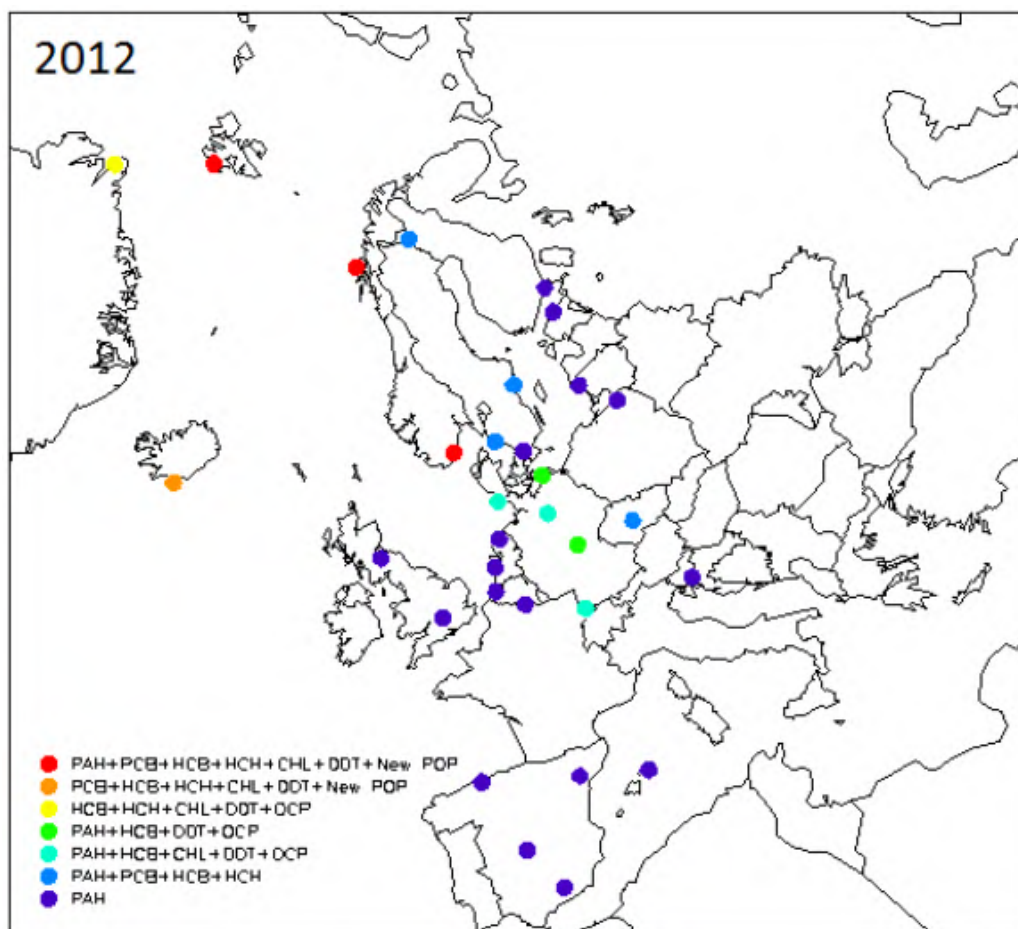 2012
PAH+PCB+HCB+HCH+CHL+DDT+New POP
PCB+HCB+HCH+CHL+DDT+New POP
HCB+HCH+CHL+DDT+OCP
PAH+HCB+DDT+OCP
PAH+HCB+CHL+DDT+OCP
PAH+PCB+HCB+HCH
PAH